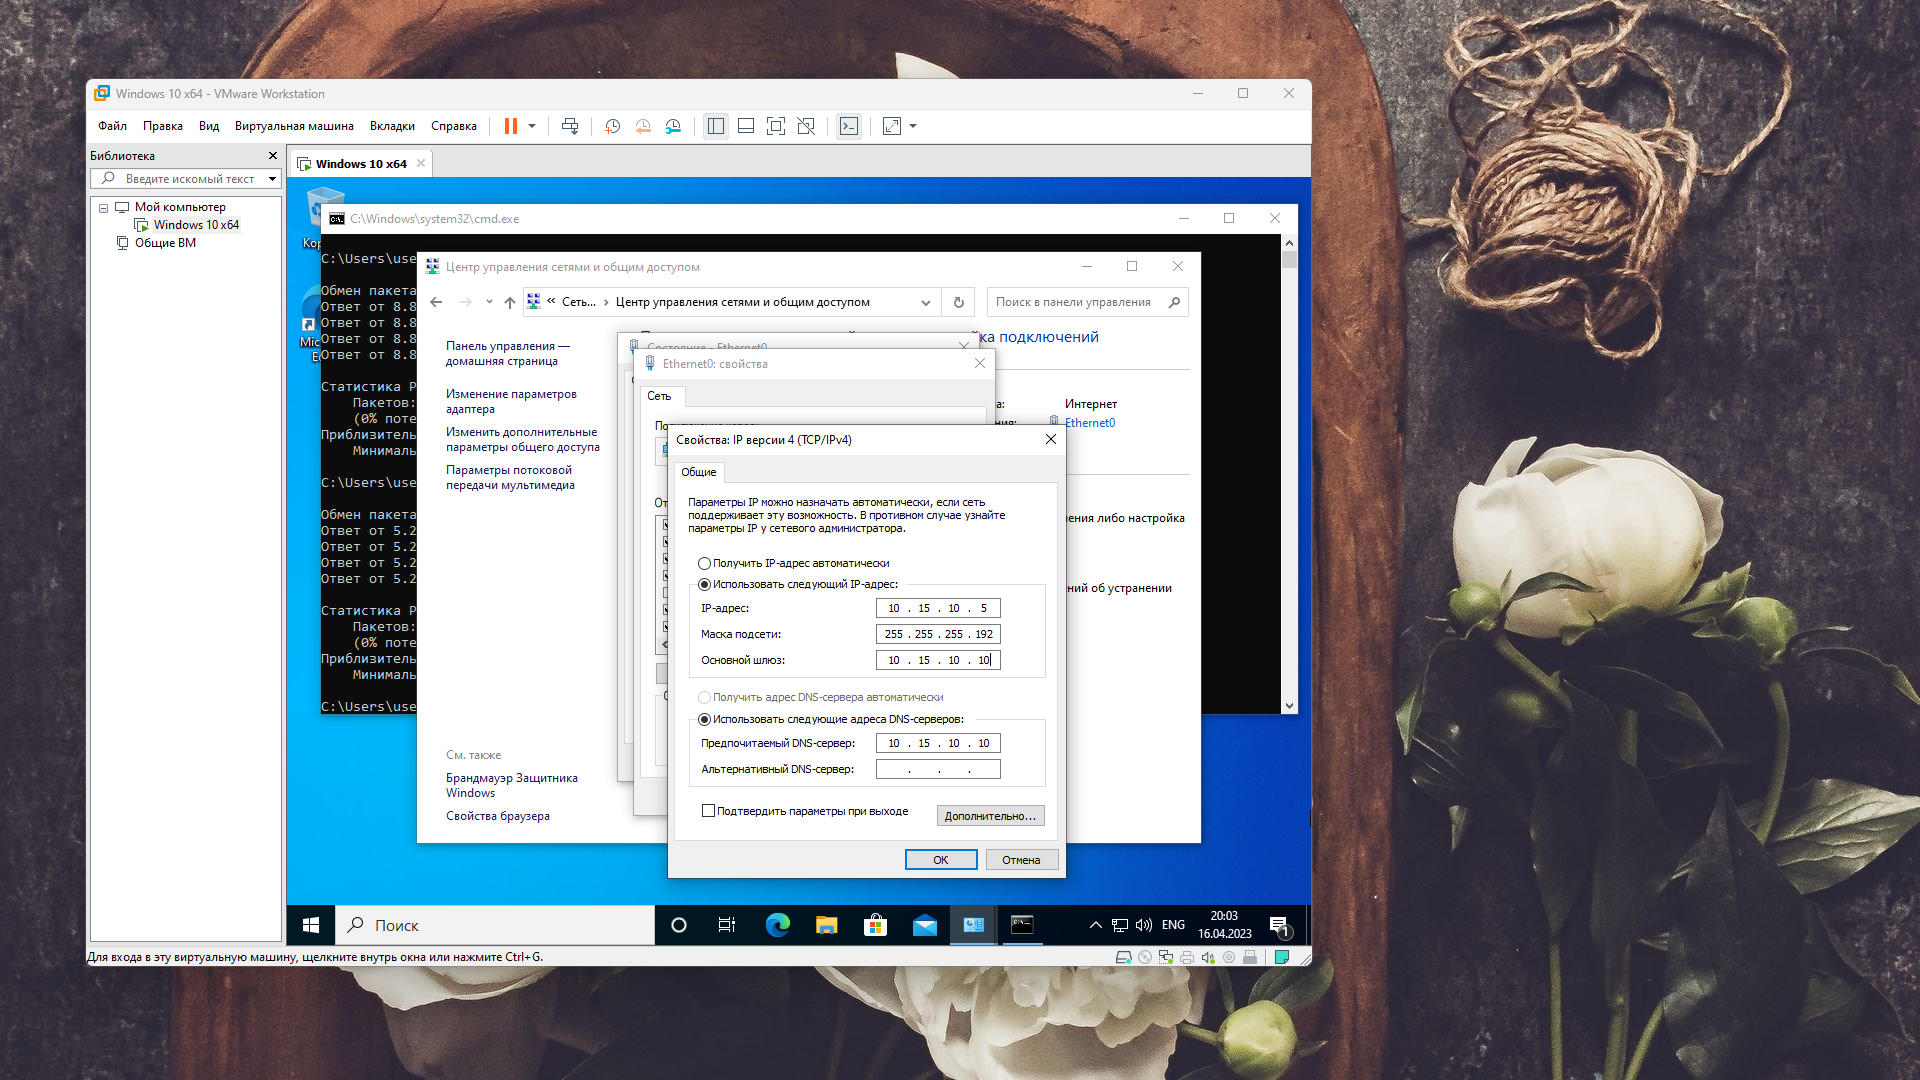 Windows 10 x64 - VMware Workstation
Файл Правка Вид Виртуальная машина Вкладки Справка
Библиотека
Введите искомый текст
Мой компьютер
Windows 10 x64
Общие ВМ
Windows 10 x64
C:\Windows\system32\cmd.exe
C:\Users\use
Обмен пакета
Ответ от 8.8
Ответ от 8.8
Ответ от 8.8
Ответ от 8.8
Статистика P
Пакетов:
(0% поте
Приблизитель
Минималь
C:\Users\use
Обмен пакета
Ответ от 5.2
Ответ от 5.2
Ответ от 5.2
Ответ от 5.2
Статистика P
Пакетов:
(0% поте
Приблизитель
Минималь
C:\Users\use
Центр управления сетями и общим доступом
« Сеть... › Центр управления сетями и общим доступом
Поиск в панели управления
Панель управления —
домашняя страница
Изменение параметров
адаптера
Изменить дополнительные
параметры общего доступа
Параметры потоковой
передачи мультимедиа
См. также
Брандмауэр Защитника
Windows
Свойства браузера
ка подключений
а: Интернет
ния: Ethernet0
ения либо настройка
ний об устранении
Состояние - Ethernet0
Ethernet0: свойства
Сеть
От
Свойства: IP версии 4 (TCP/IPv4)
Общие
Параметры IP можно назначать автоматически, если сеть
поддерживает эту возможность. В противном случае узнайте
параметры IP у сетевого администратора.
Получить IP-адрес автоматически
Использовать следующий IP-адрес:
IP-адрес: 10 . 15 . 10 . 5
Маска подсети: 255 . 255 . 255 . 192
Основной шлюз: 10 . 15 . 10 . 10
Получить адрес DNS-сервера автоматически
Использовать следующие адреса DNS-серверов:
Предпочитаемый DNS-сервер: 10 . 15 . 10 . 10
Альтернативный DNS-сервер: . . .
Подтвердить параметры при выходе
Дополнительно...
ОК Отмена
Поиск
ENG
20:03
16.04.2023
1
Для входа в эту виртуальную машину, щелкните внутрь окна или нажмите Ctrl+G.